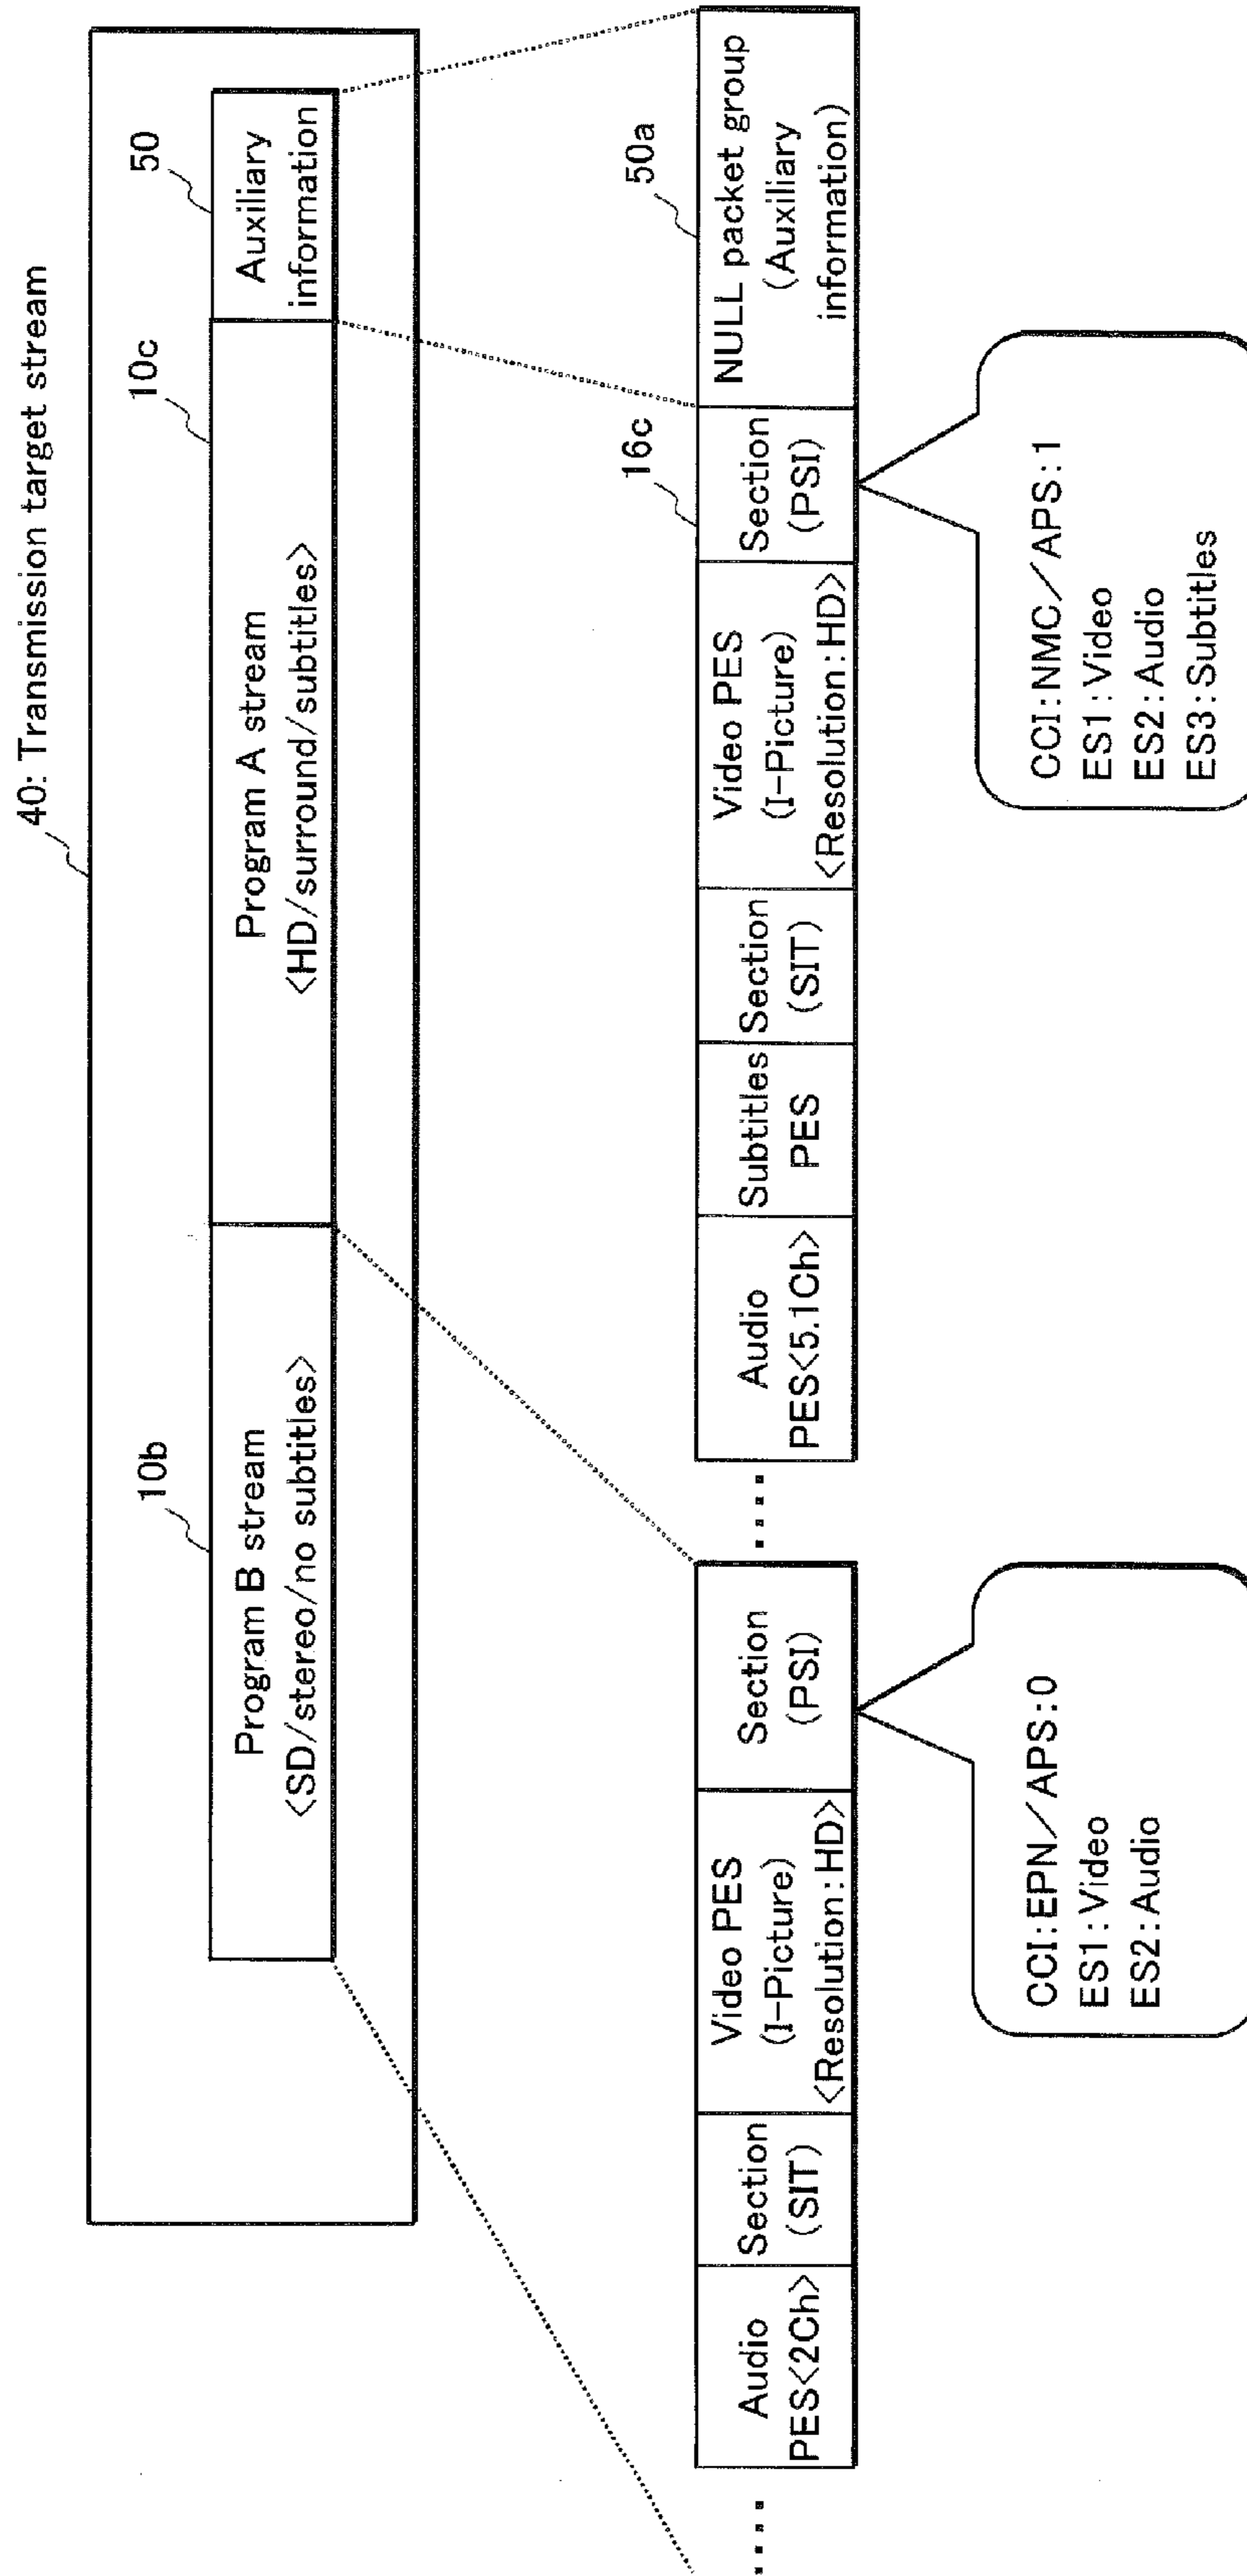 40: Transmission target stream
10b
10c
50
Program B stream
<SD/stereo/no subtitles>
Program A stream
<HD/surround/subtitles>
Auxiliary
information
16c
50a
....
Audio
PES<2Ch>
Section
(SIT)
Video PES
(I-Picture)
<Resolution:HD>
Section
(PSI)
....
Audio
PES<5.1Ch>
Subtitles
PES
Section
(SIT)
Video PES
(I-Picture)
<Resolution:HD>
Section
(PSI)
NULL packet group
(Auxiliary
information)
CCI:EPN/APS:0
ES1:Video
ES2:Audio
CCI:NMC/APS:1
ES1:Video
ES2:Audio
ES3:Subtitles